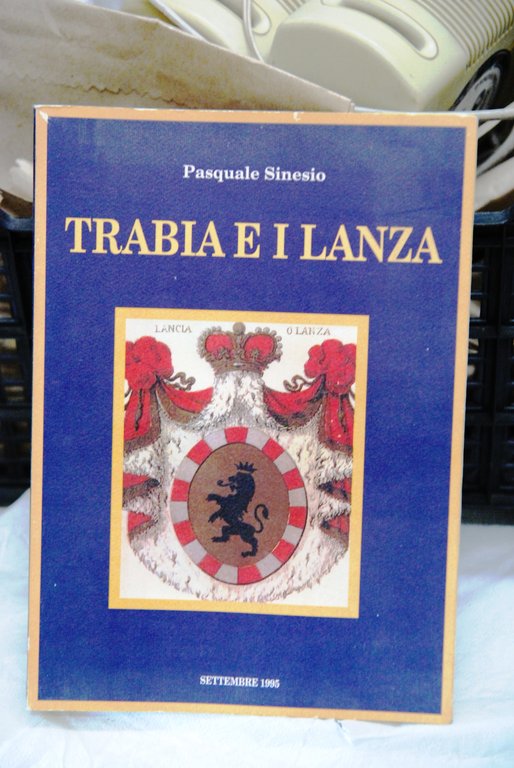 Pasquale Sinesio
TRABIA E I LANZA
LANCIA O LANZA
SETTEMBRE 1995